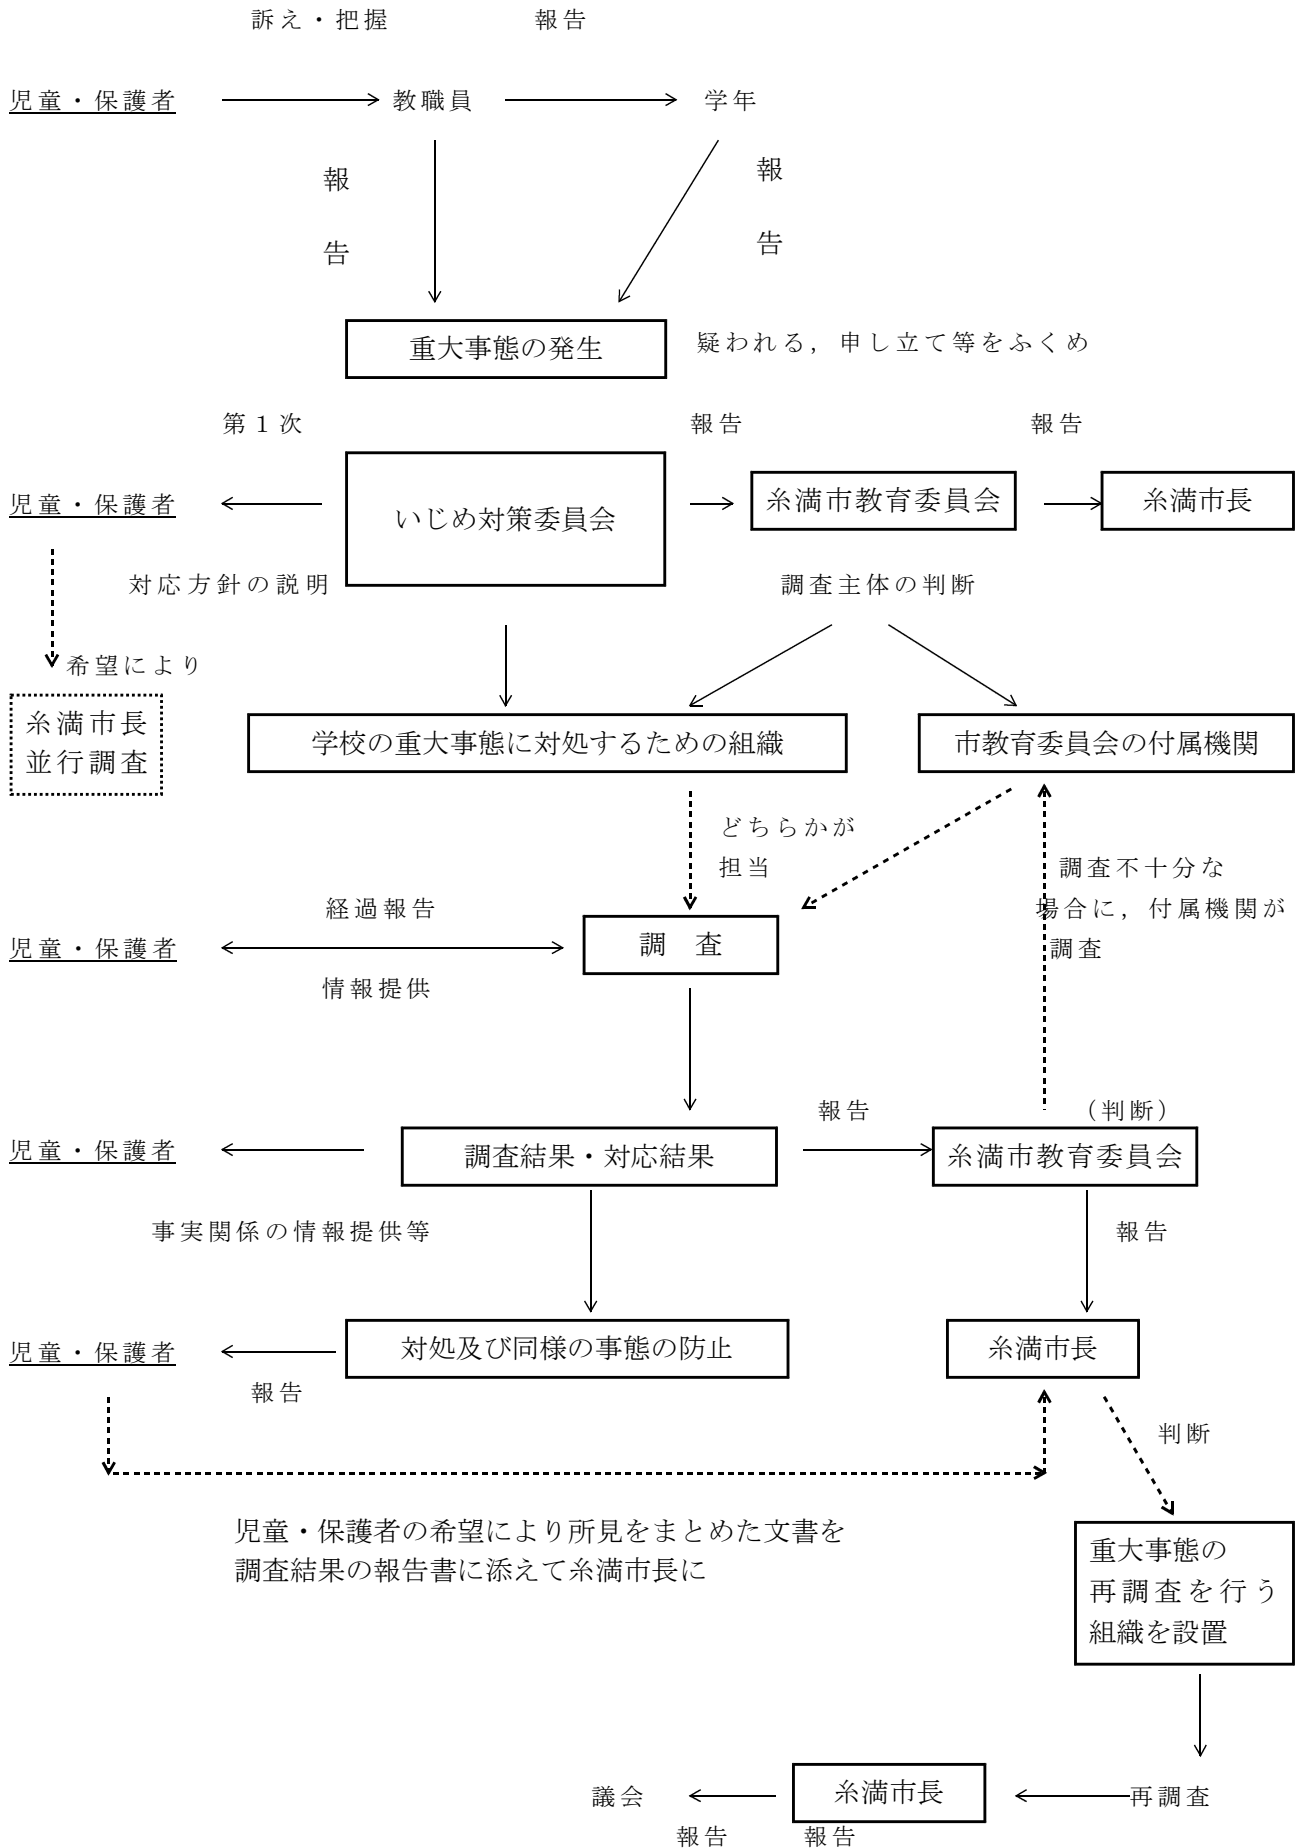 訴え・把握
報告
児童・保護者
教職員
学年
報告
報告
重大事態の発生
疑われる，申し立て等をふくめ
第１次
報告
報告
児童・保護者
いじめ対策委員会
糸満市教育委員会
糸満市長
対応方針の説明
調査主体の判断
希望により
糸満市長
並行調査
学校の重大事態に対処するための組織
市教育委員会の付属機関
どちらかが
担当
調査不十分な
場合に，付属機関が
調査
経過報告
児童・保護者
調　査
情報提供
報告
（判断）
児童・保護者
調査結果・対応結果
糸満市教育委員会
事実関係の情報提供等
報告
児童・保護者
対処及び同様の事態の防止
糸満市長
報告
判断
児童・保護者の希望により所見をまとめた文書を
調査結果の報告書に添えて糸満市長に
重大事態の
再調査を行う
組織を設置
議会
糸満市長
再調査
報告
報告